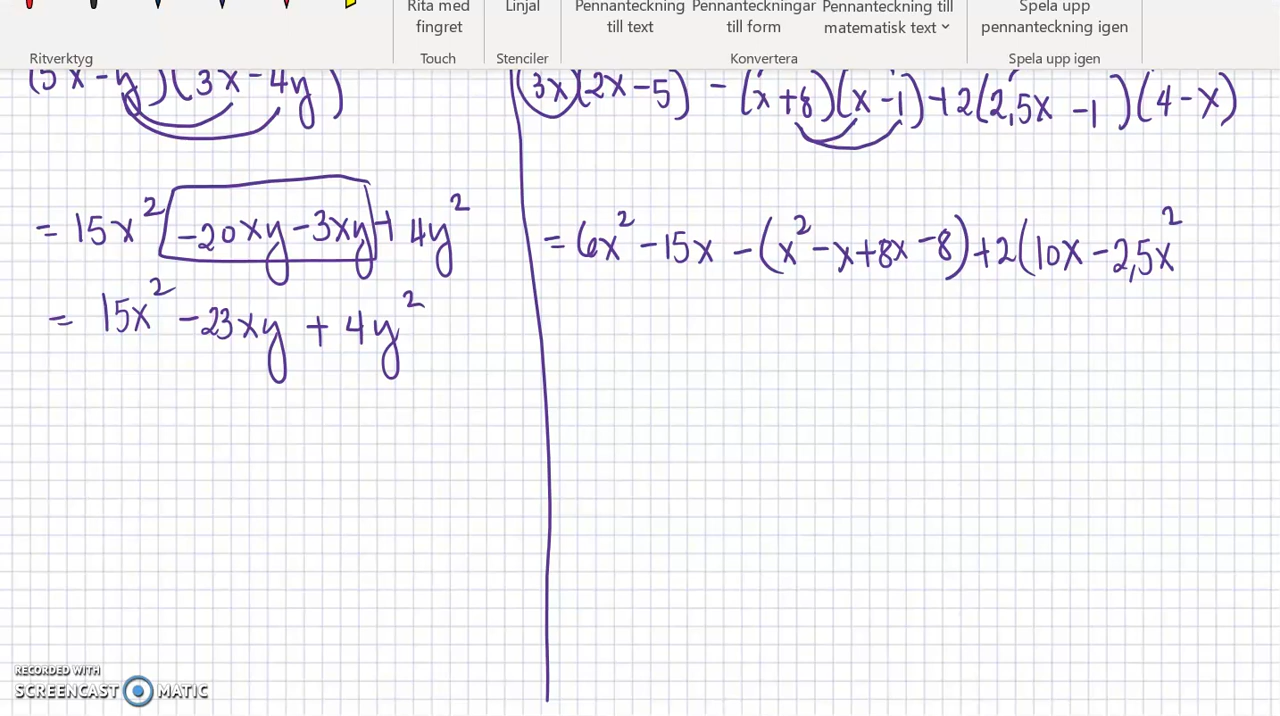 Rita med fingret
Linjal
Pennanteckning till text
Pennanteckningar till form
Pennanteckning till matematisk text
Spela upp pennanteckning igen
Ritverktyg
Touch
Stenciler
Konvertera
Spela upp igen
(5x-y)(3x-4y)
= 15x² -20xy-3xy+ 4y²
= 15x² -23xy + 4y²
(3x)(2x-5) - (x+8)(x-1)+2(2,5x -1)(4-x)
= 6x² -15x -(x²-x+8x-8)+2(10x-2,5x²
RECORDED WITH
SCREENCAST MATIC